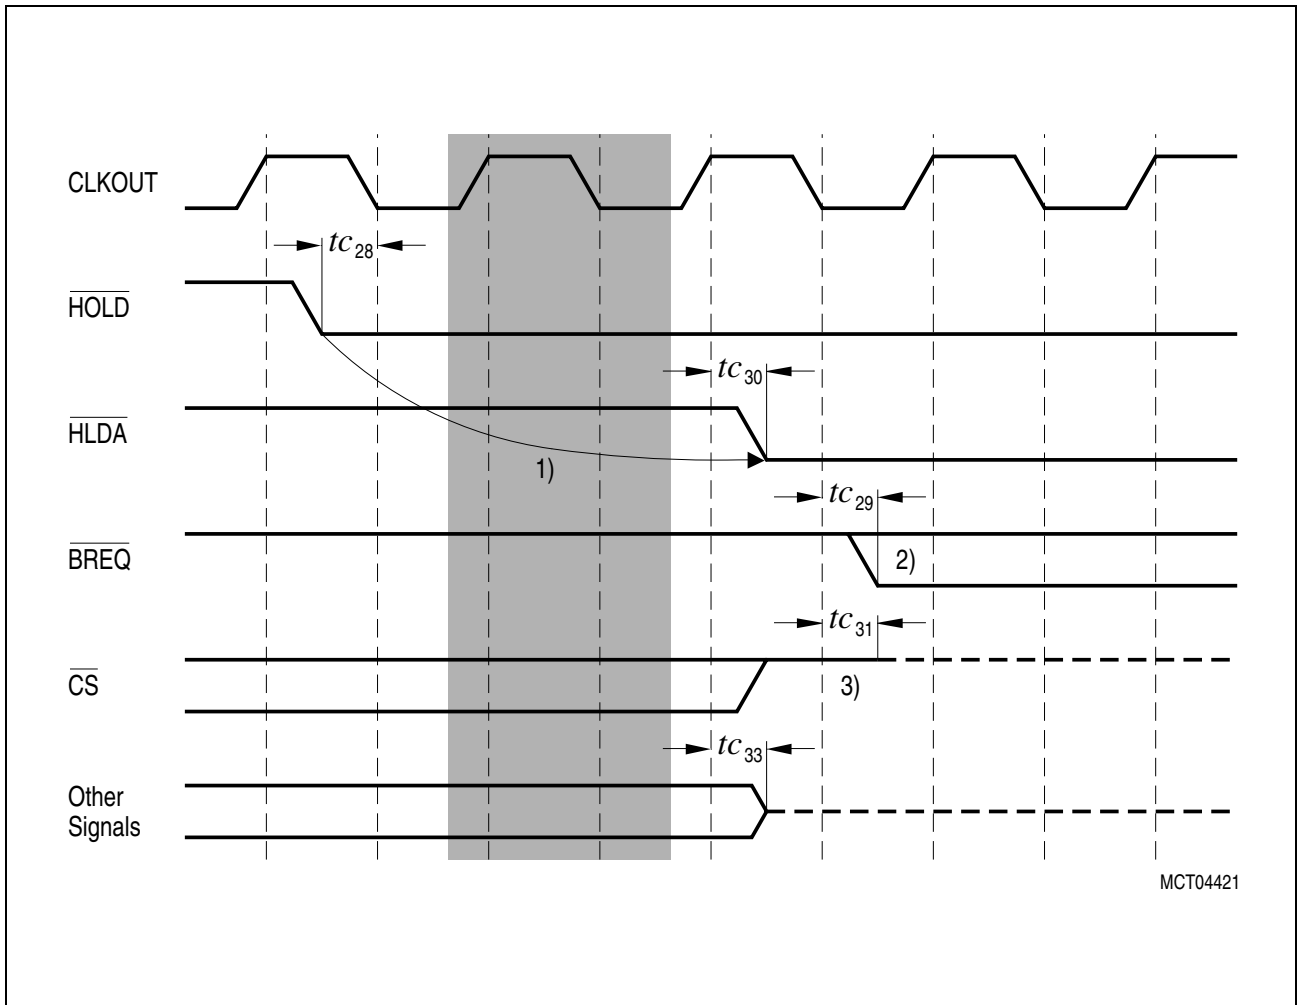 CLKOUT
tc28
HOLD
tc30
HLDA
1)
tc29
BREQ
2)
tc31
CS
3)
tc33
Other
Signals
MCT04421